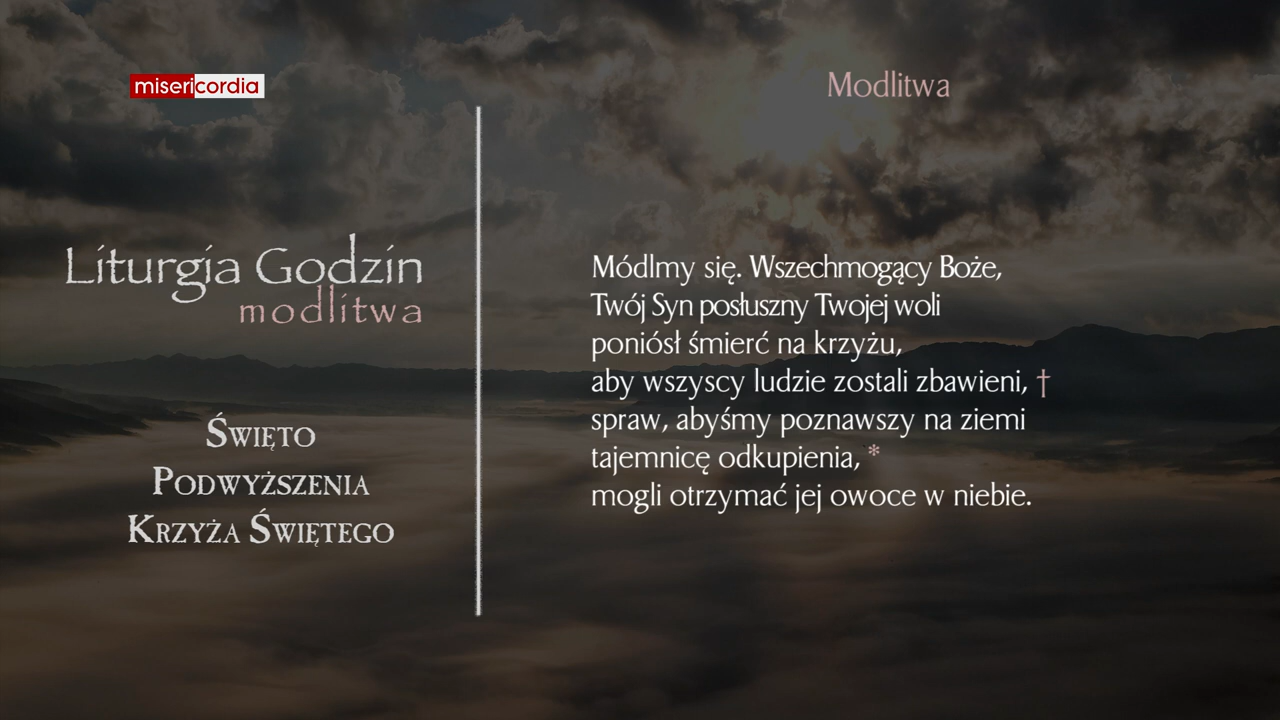 misericordia
Liturgia Godzin
modlitwa
Święto
Podwyższenia
Krzyża Świętego
Modlitwa
Módlmy się. Wszechmogący Boże,
Twój Syn posłuszny Twojej woli
poniósł śmierć na krzyżu,
aby wszyscy ludzie zostali zbawieni, †
spraw, abyśmy poznawszy na ziemi
tajemnicę odkupienia, *
mogli otrzymać jej owoce w niebie.